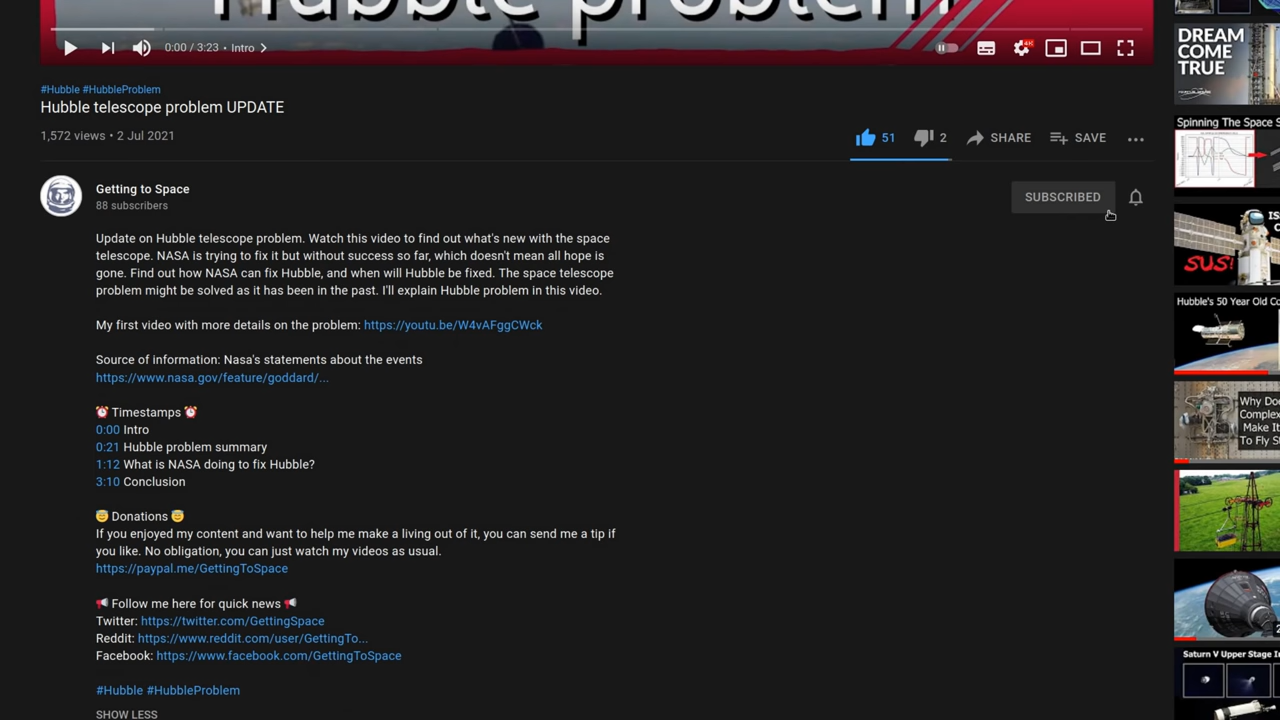 Hubble problem
0:00 / 3:23 • Intro
4K
#Hubble #HubbleProblem
Hubble telescope problem UPDATE
1,572 views • 2 Jul 2021
51
2
SHARE
SAVE
Getting to Space
88 subscribers
SUBSCRIBED
Update on Hubble telescope problem. Watch this video to find out what's new with the space
telescope. NASA is trying to fix it but without success so far, which doesn't mean all hope is
gone. Find out how NASA can fix Hubble, and when will Hubble be fixed. The space telescope
problem might be solved as it has been in the past. I'll explain Hubble problem in this video.
My first video with more details on the problem: https://youtu.be/W4vAFggCWck
Source of information: Nasa's statements about the events
https://www.nasa.gov/feature/goddard/...
⏰ Timestamps ⏰
0:00 Intro
0:21 Hubble problem summary
1:12 What is NASA doing to fix Hubble?
3:10 Conclusion
😇 Donations 😇
If you enjoyed my content and want to help me make a living out of it, you can send me a tip if
you like. No obligation, you can just watch my videos as usual.
https://paypal.me/GettingToSpace
📢 Follow me here for quick news 📢
Twitter: https://twitter.com/GettingSpace
Reddit: https://www.reddit.com/user/GettingTo...
Facebook: https://www.facebook.com/GettingToSpace
#Hubble #HubbleProblem
SHOW LESS
DREAM
COME
TRUE
Spinning The Space S
IS
SUS!
Hubble's 50 Year Old Co
Why Do
Complex
Make It
To Fly S
2
Saturn V Upper Stage I